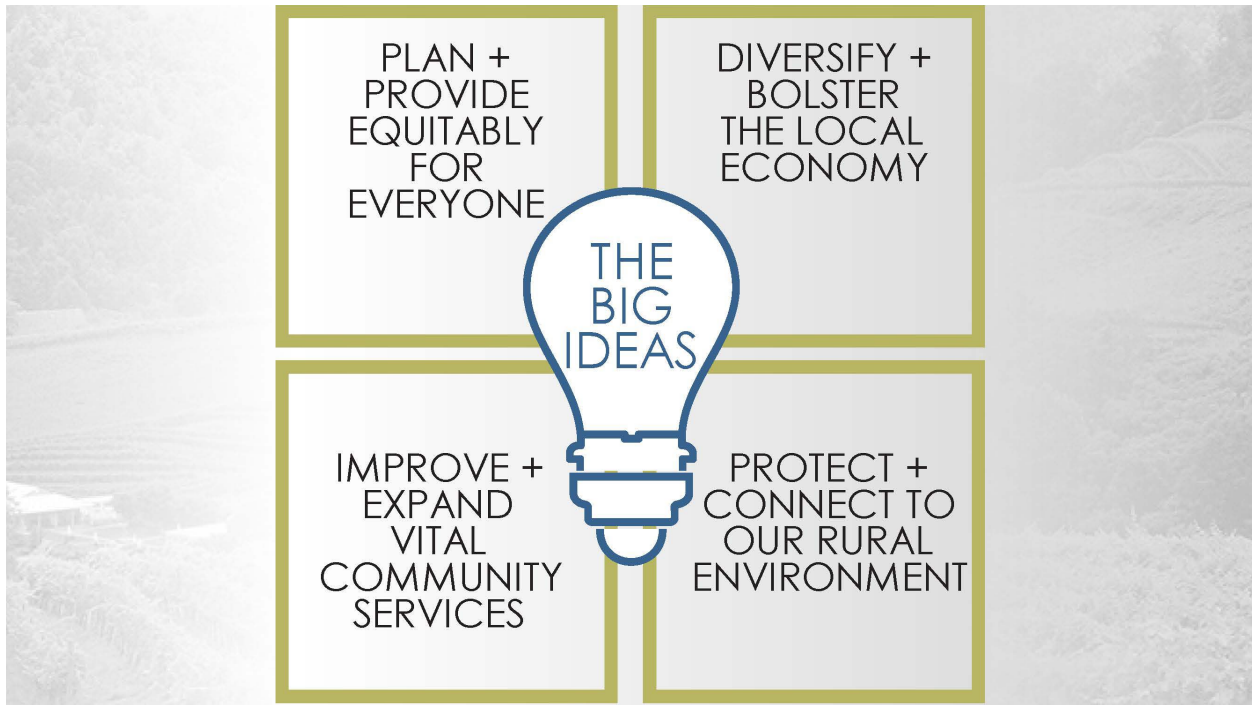 PLAN +
PROVIDE
EQUITABLY
FOR
EVERYONE
DIVERSIFY +
BOLSTER
THE LOCAL
ECONOMY
THE
BIG
IDEAS
IMPROVE +
EXPAND
VITAL
COMMUNITY
SERVICES
PROTECT +
CONNECT TO
OUR RURAL
ENVIRONMENT